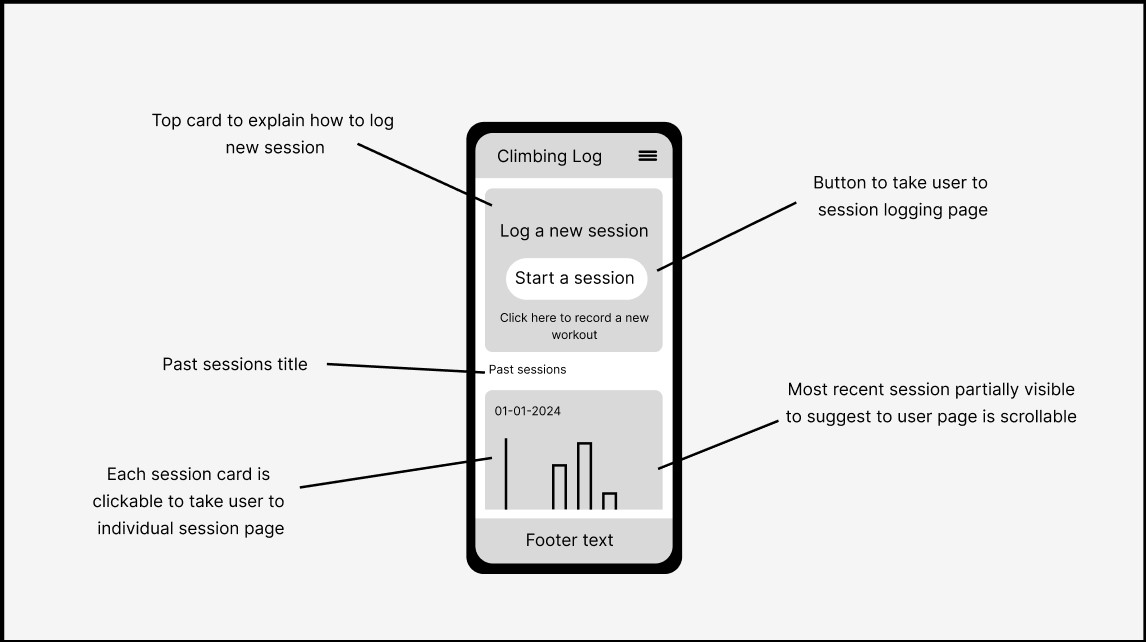 Top card to explain how to log
new session
Climbing Log
Button to take user to
session logging page
Log a new session
Start a session
Click here to record a new
workout
Past sessions title
Past sessions
Most recent session partially visible
to suggest to user page is scrollable
01-01-2024
Each session card is
clickable to take user to
individual session page
Footer text